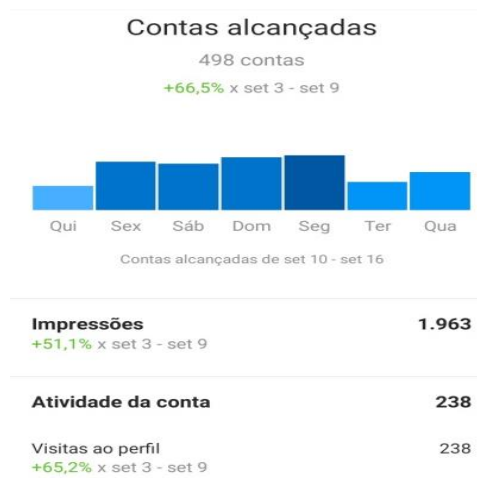 Contas alcançadas
498 contas
+66,5% x set 3 - set 9
Qui Sex Sáb Dom Seg Ter Qua
Contas alcançadas de set 10 - set 16
Impressões 1.963
+51,1% x set 3 - set 9
Atividade da conta 238
Visitas ao perfil 238
+65,2% x set 3 - set 9